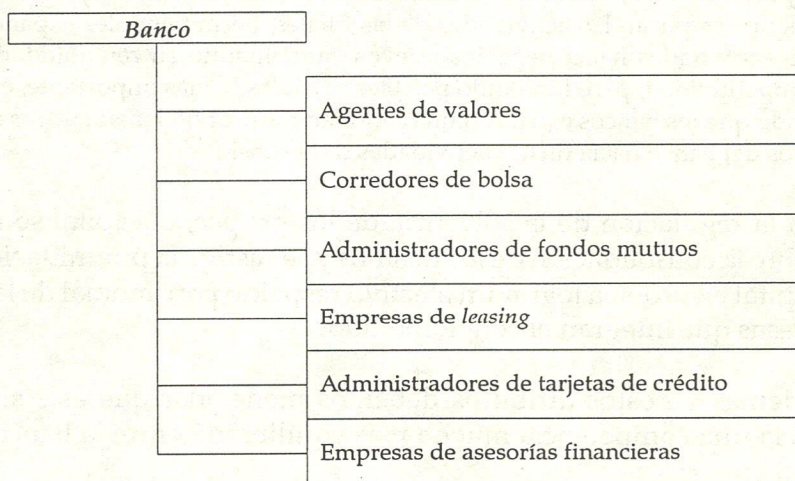 Banco
Agentes de valores
Corredores de bolsa
Administradores de fondos mutuos
Empresas de leasing
Administradores de tarjetas de crédito
Empresas de asesorías financieras